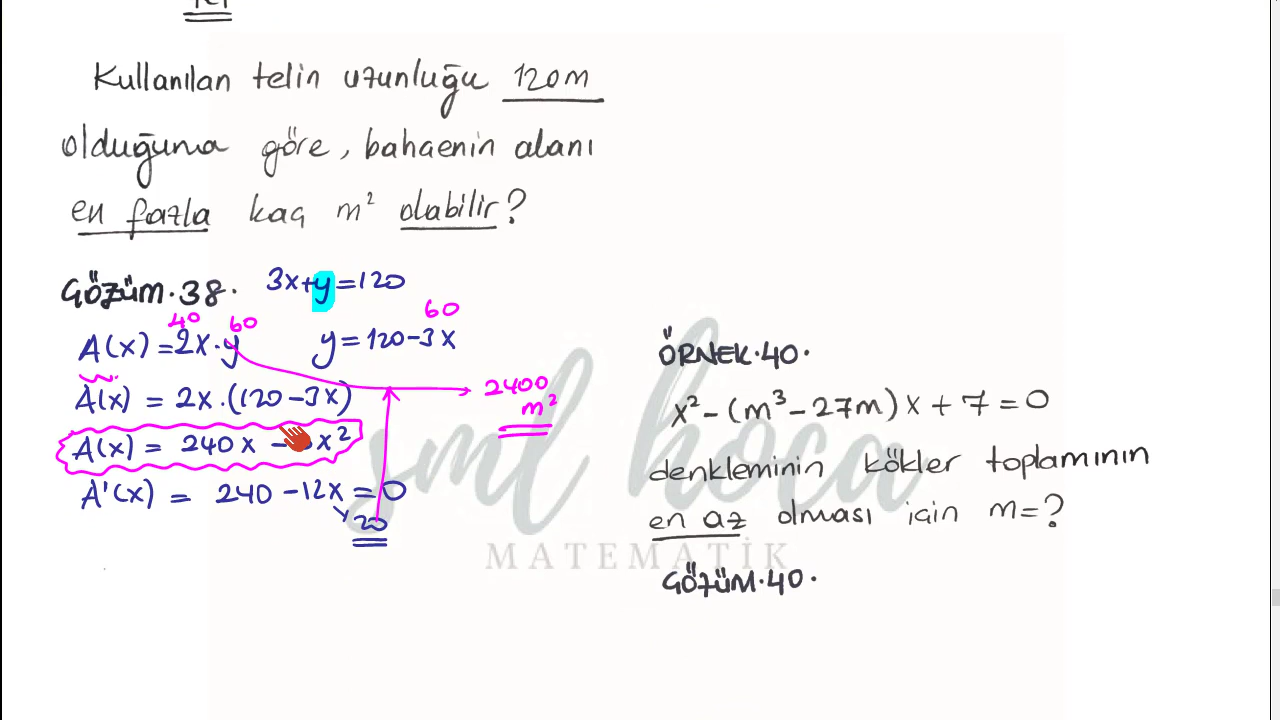 Kullanılan telin uzunluğu 120m
olduğuna göre, bahçenin alanı
en fazla kaç m² olabilir?
GÖZÜM.38. 3x+y=120
40 60 60
A(x) = 2x.y y = 120-3x
A(x) = 2x.(120-3x) 2400 m²
A(x) = 240x - x²
A'(x) = 240-12x = 0
20
ÖRNEK.40.
x² - (m³ - 27m)x + 7 = 0
denkleminin kökler toplamının
en az olması için m=?
GÖZÜM.40.
sml hoca
MATEMATİK